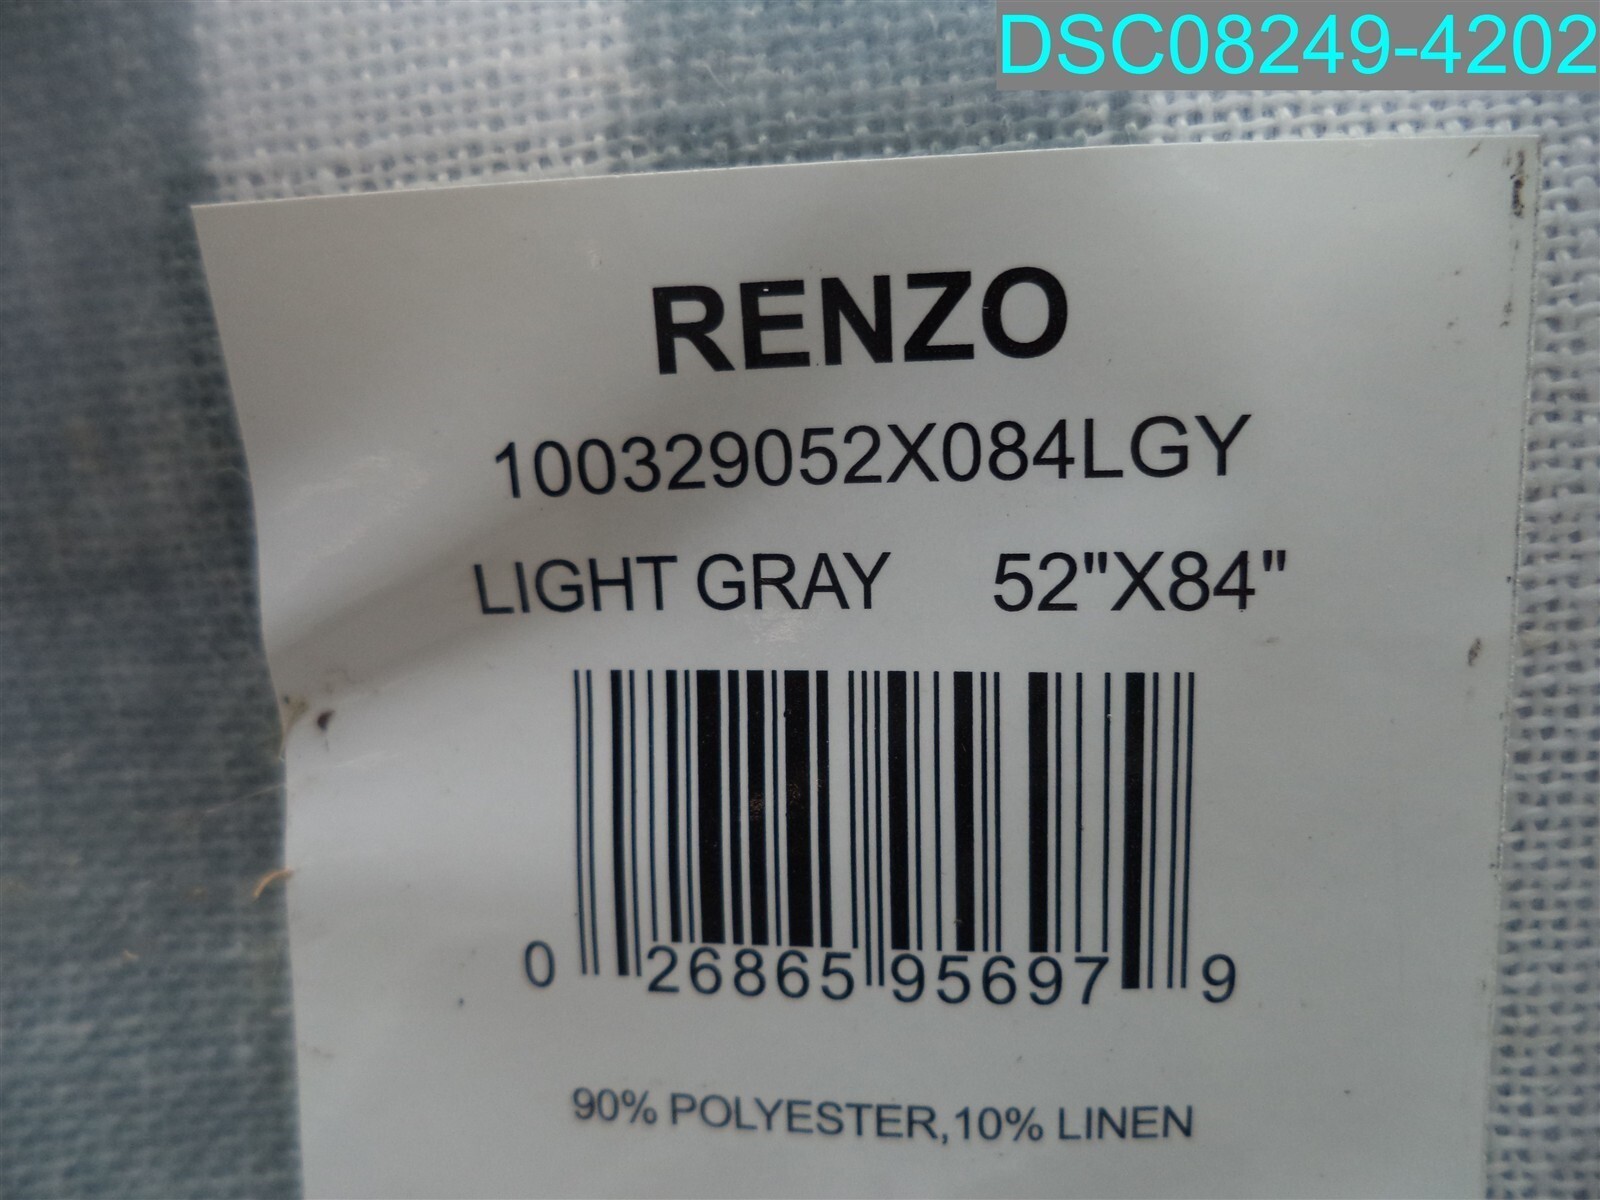 DSC08249-4202
RENZO
100329052X084LGY
LIGHT GRAY 52"X84"
0 26865 95697 9
90% POLYESTER,10% LINEN